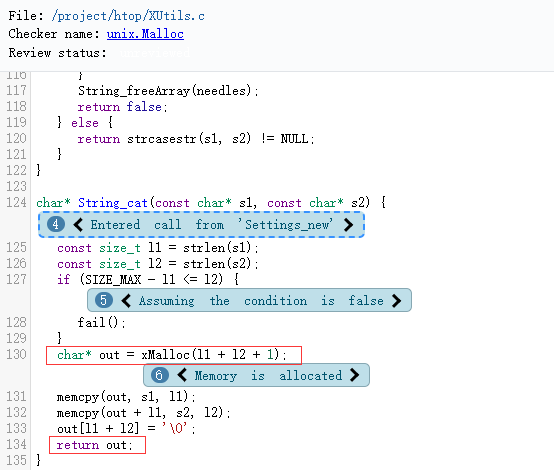 File: /project/htop/XUtils.c
Checker name: unix.Malloc
Review status:
116 }
117 String_freeArray(needles);
118 return false;
119 } else {
120 return strcasestr(s1, s2) != NULL;
121 }
122 }
123
124 char* String_cat(const char* s1, const char* s2) {
4 Entered call from 'Settings_new'
125 const size_t l1 = strlen(s1);
126 const size_t l2 = strlen(s2);
127 if (SIZE_MAX - l1 <= l2) {
5 Assuming the condition is false
128 fail();
129 }
130 char* out = xMalloc(l1 + l2 + 1);
6 Memory is allocated
131 memcpy(out, s1, l1);
132 memcpy(out + l1, s2, l2);
133 out[l1 + l2] = '\0';
134 return out;
135 }